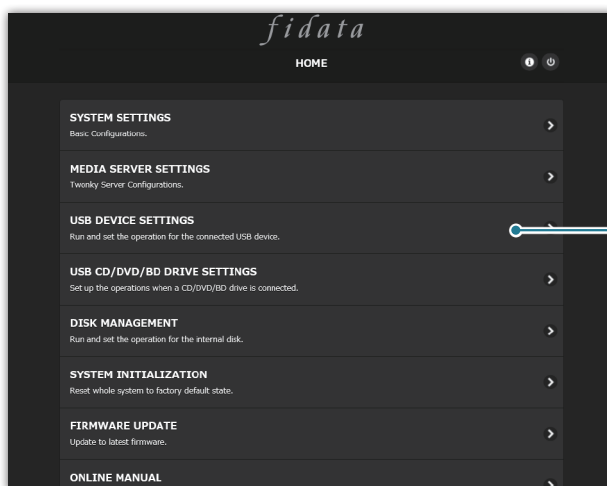 fidata
HOME
SYSTEM SETTINGS
Basic Configurations.
MEDIA SERVER SETTINGS
Twonky Server Configurations.
USB DEVICE SETTINGS
Run and set the operation for the connected USB device.
USB CD/DVD/BD DRIVE SETTINGS
Set up the operations when a CD/DVD/BD drive is connected.
DISK MANAGEMENT
Run and set the operation for the internal disk.
SYSTEM INITIALIZATION
Reset whole system to factory default state.
FIRMWARE UPDATE
Update to latest firmware.
ONLINE MANUAL